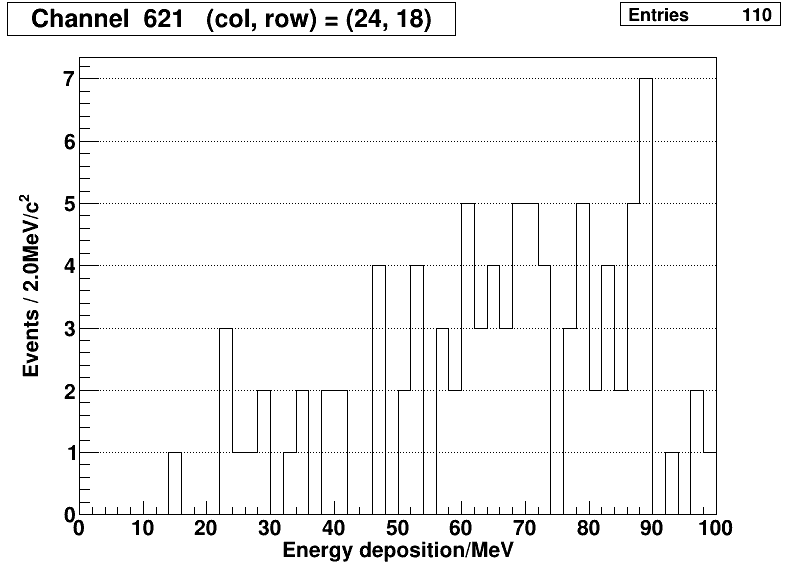 Channel  621   (col, row) = (24, 18)
Entries 110
Events / 2.0MeV/c²
7
6
5
4
3
2
1
0
0 10 20 30 40 50 60 70 80 90 100
Energy deposition/MeV